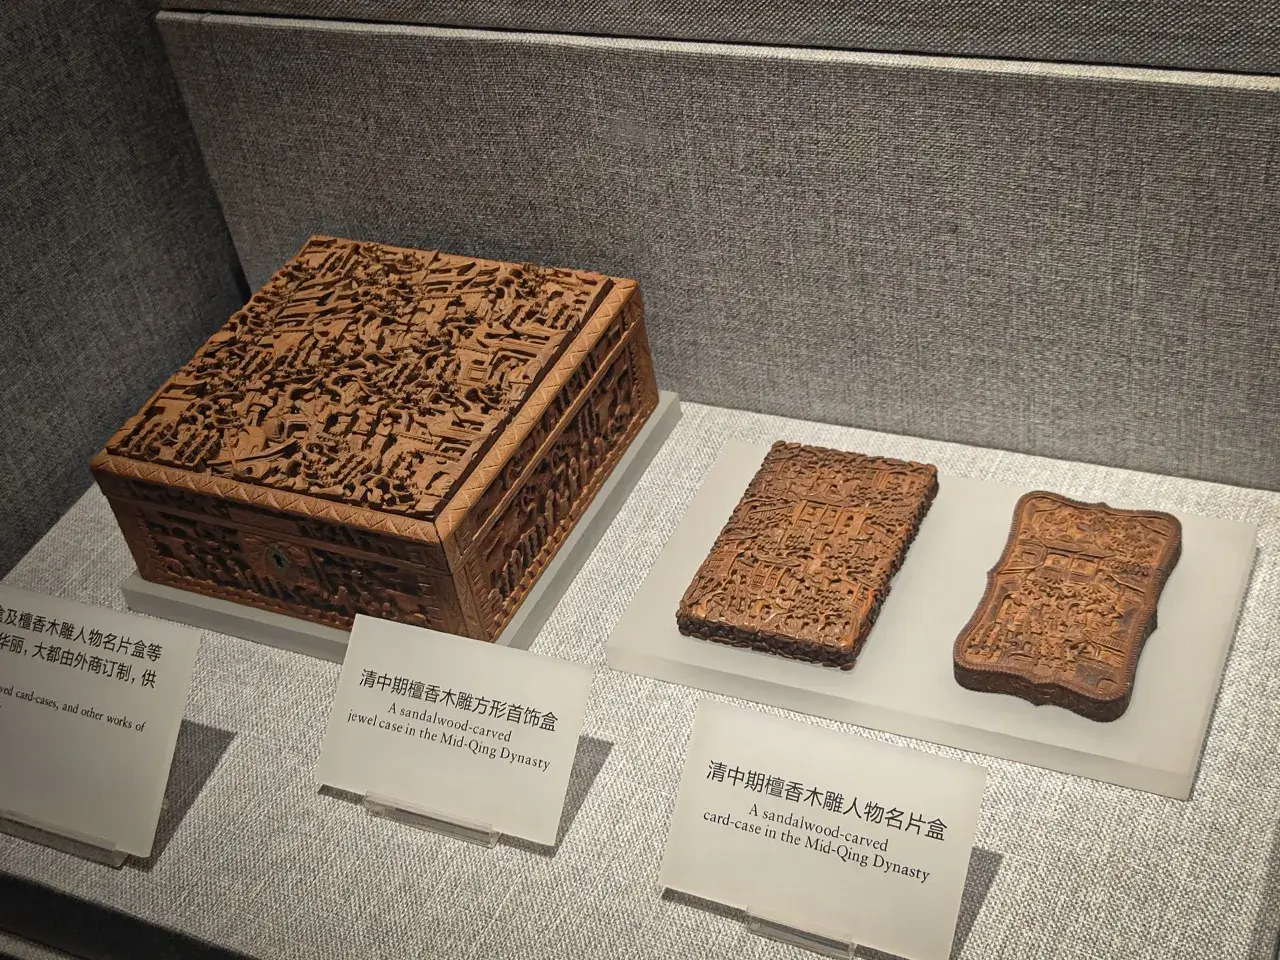 及檀香木雕人物名片盒等
华丽，大都由外商订制，供
card-cases, and other works of
清中期檀香木雕方形首饰盒
A sandalwood-carved
jewel case in the Mid-Qing Dynasty
清中期檀香木雕人物名片盒
A sandalwood-carved
card-case in the Mid-Qing Dynasty